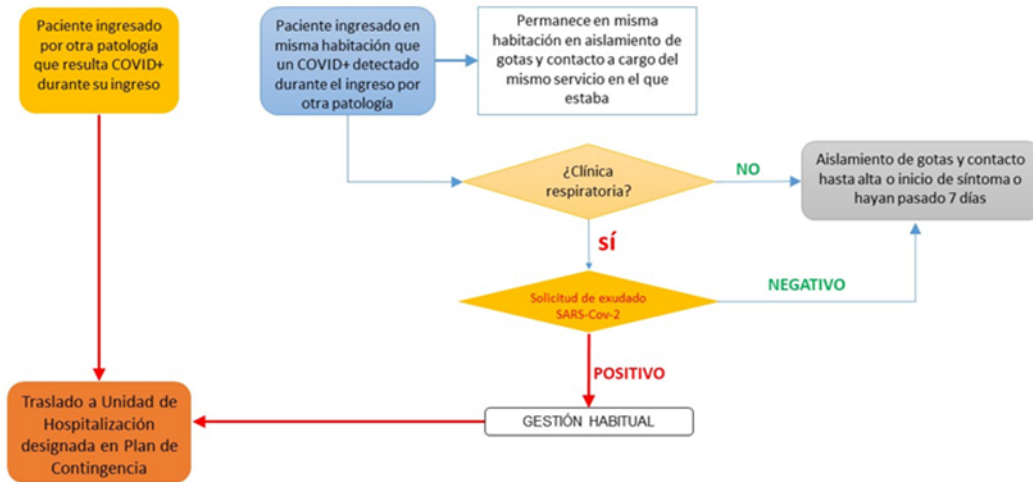 Paciente ingresado
por otra patología
que resulta COVID+
durante su ingreso
Paciente ingresado en
misma habitación que
un COVID+ detectado
durante el ingreso por
otra patología
Permanece en misma
habitación en aislamiento de
gotas y contacto a cargo del
mismo servicio en el que
estaba
¿Clínica
respiratoria?
NO
Aislamiento de gotas y contacto
hasta alta o inicio de síntoma o
hayan pasado 7 días
SÍ
Solicitud de exudado
SARS-Cov-2
NEGATIVO
POSITIVO
GESTIÓN HABITUAL
Traslado a Unidad de
Hospitalización
designada en Plan de
Contingencia